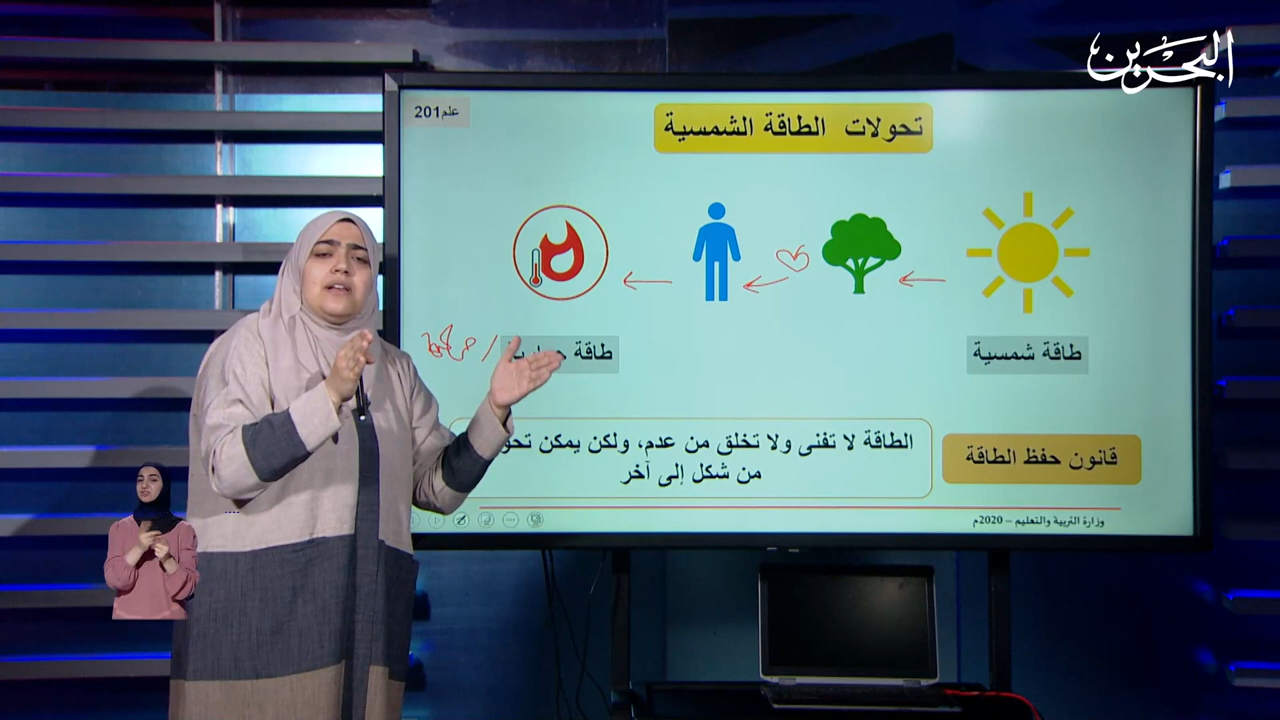 البحرين
علم201
تحولات الطاقة الشمسية
طاقة شمسية
طاقة
قانون حفظ الطاقة
الطاقة لا تفنى ولا تخلق من عدم، ولكن يمكن
من شكل إلى آخر
وزارة التربية والتعليم – 2020م